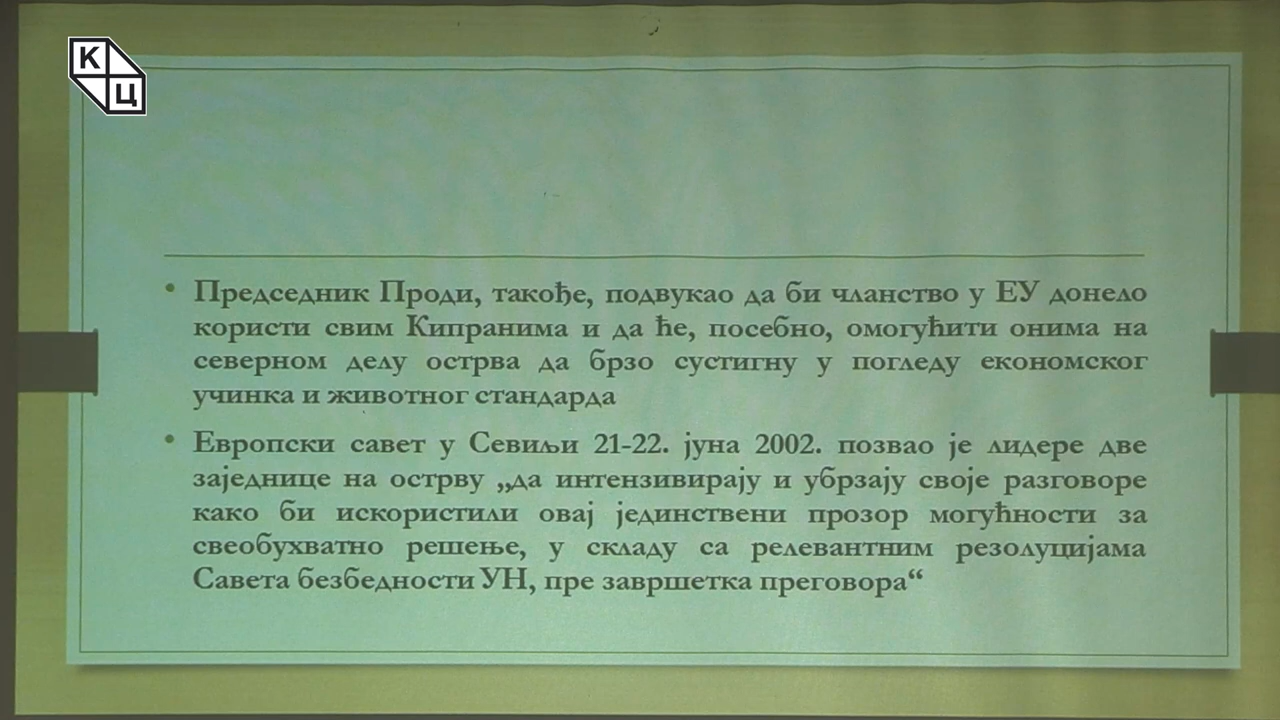 К
Ц
• Председник Проди, такође, подвукао да би чланство у ЕУ донело
користи свим Кипранима и да ће, посебно, омогућити онима на
северном делу острва да брзо сустигну у погледу економског
учинка и животног стандарда
• Европски савет у Севиљи 21-22. јуна 2002. позвао је лидере две
заједнице на острву „да интензивирају и убрзају своје разговоре
како би искористили овај јединствени прозор могућности за
свеобухватно решење, у складу са релевантним резолуцијама
Савета безбедности УН, пре завршетка преговора“